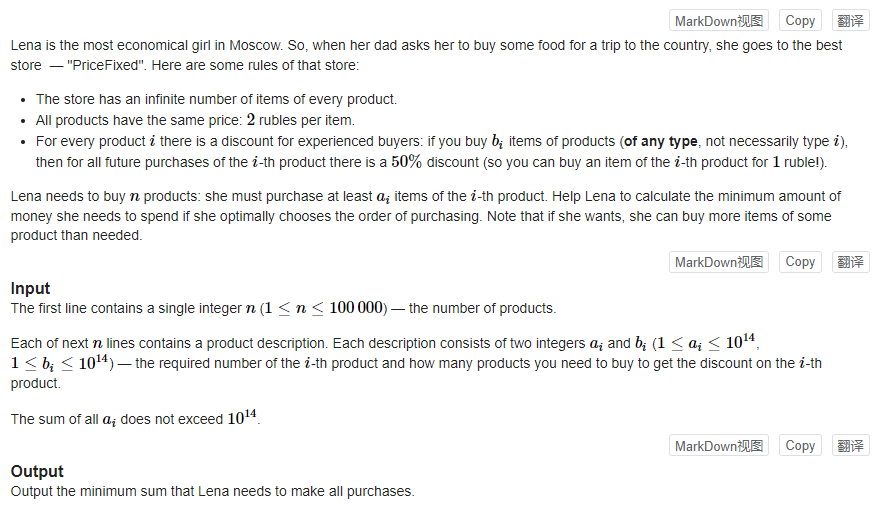 MarkDown视图 Copy 翻译
Lena is the most economical girl in Moscow. So, when her dad asks her to buy some food for a trip to the country, she goes to the best
store — "PriceFixed". Here are some rules of that store:
• The store has an infinite number of items of every product.
• All products have the same price: 2 rubles per item.
• For every product i there is a discount for experienced buyers: if you buy b_i items of products (of any type, not necessarily type i),
then for all future purchases of the i-th product there is a 50% discount (so you can buy an item of the i-th product for 1 ruble!).
Lena needs to buy n products: she must purchase at least a_i items of the i-th product. Help Lena to calculate the minimum amount of
money she needs to spend if she optimally chooses the order of purchasing. Note that if she wants, she can buy more items of some
product than needed.
MarkDown视图 Copy 翻译
Input
The first line contains a single integer n (1 ≤ n ≤ 100 000) — the number of products.
Each of next n lines contains a product description. Each description consists of two integers a_i and b_i (1 ≤ a_i ≤ 10^14,
1 ≤ b_i ≤ 10^14) — the required number of the i-th product and how many products you need to buy to get the discount on the i-th
product.
The sum of all a_i does not exceed 10^14.
MarkDown视图 Copy 翻译
Output
Output the minimum sum that Lena needs to make all purchases.